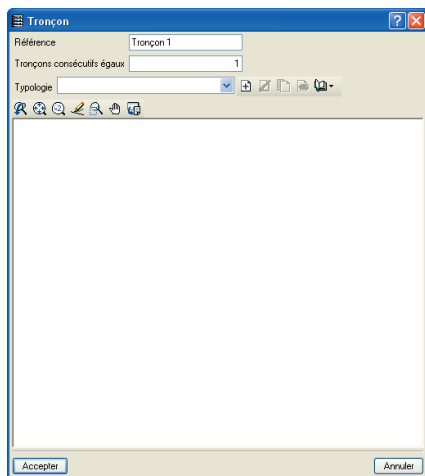 Tronçon
Référence Tronçon 1
Tronçons consécutifs égaux 1
Typologie
Accepter Annuler